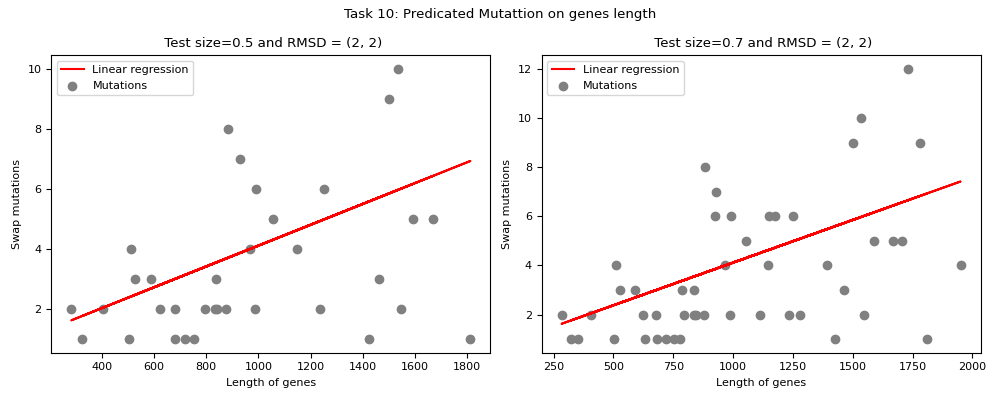 Task 10: Predicated Mutattion on genes length
Test size=0.5 and RMSD = (2, 2)
Linear regression
Mutations
10
8
6
4
2
Swap mutations
400 600 800 1000 1200 1400 1600 1800
Length of genes
Test size=0.7 and RMSD = (2, 2)
Linear regression
Mutations
12
10
8
6
4
2
Swap mutations
250 500 750 1000 1250 1500 1750 2000
Length of genes